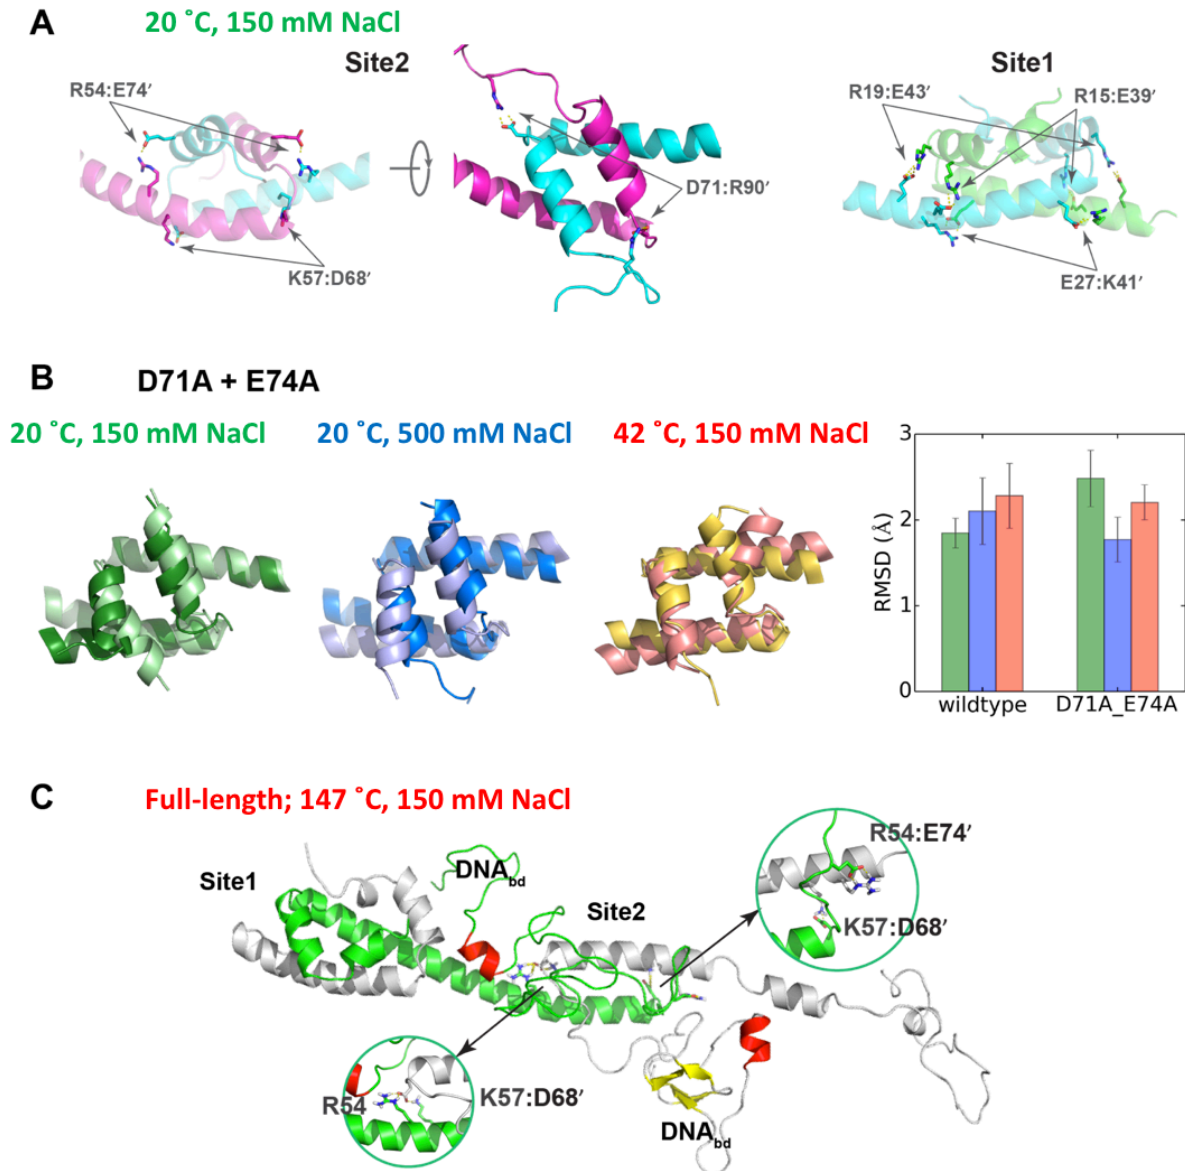 A
20 ˚C, 150 mM NaCl
Site2
Site1
R54:E74′
R19:E43′
R15:E39′
D71:R90′
K57:D68′
E27:K41′
B
D71A + E74A
20 ˚C, 150 mM NaCl
20 ˚C, 500 mM NaCl
42 ˚C, 150 mM NaCl
3
2
1
0
RMSD (Å)
wildtype
D71A_E74A
C
Full-length; 147 ˚C, 150 mM NaCl
R54:E74′
DNAbd
Site1
Site2
K57:D68′
R54
K57:D68′
DNAbd